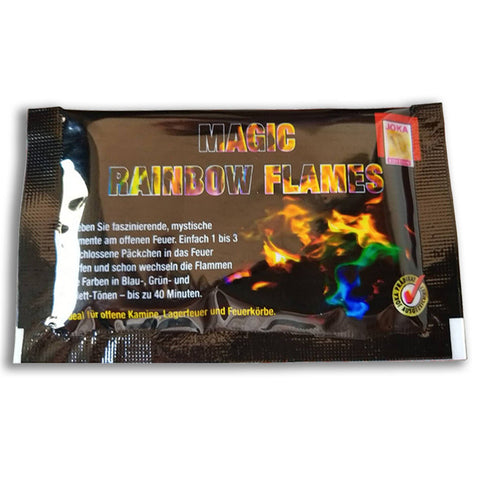 MAGIC
JOKA
RAINBOW FLAMES
eben Sie faszinierende, mystische
mente am offenen Feuer. Einfach 1 bis 3
schlossene Päckchen in das Feuer
fen und schon wechseln die Flammen
e Farben in Blau-, Grün- und
lett-Tönen – bis zu 40 Minuten.
deal für offene Kamine, Lagerfeuer und Feuerkörbe.